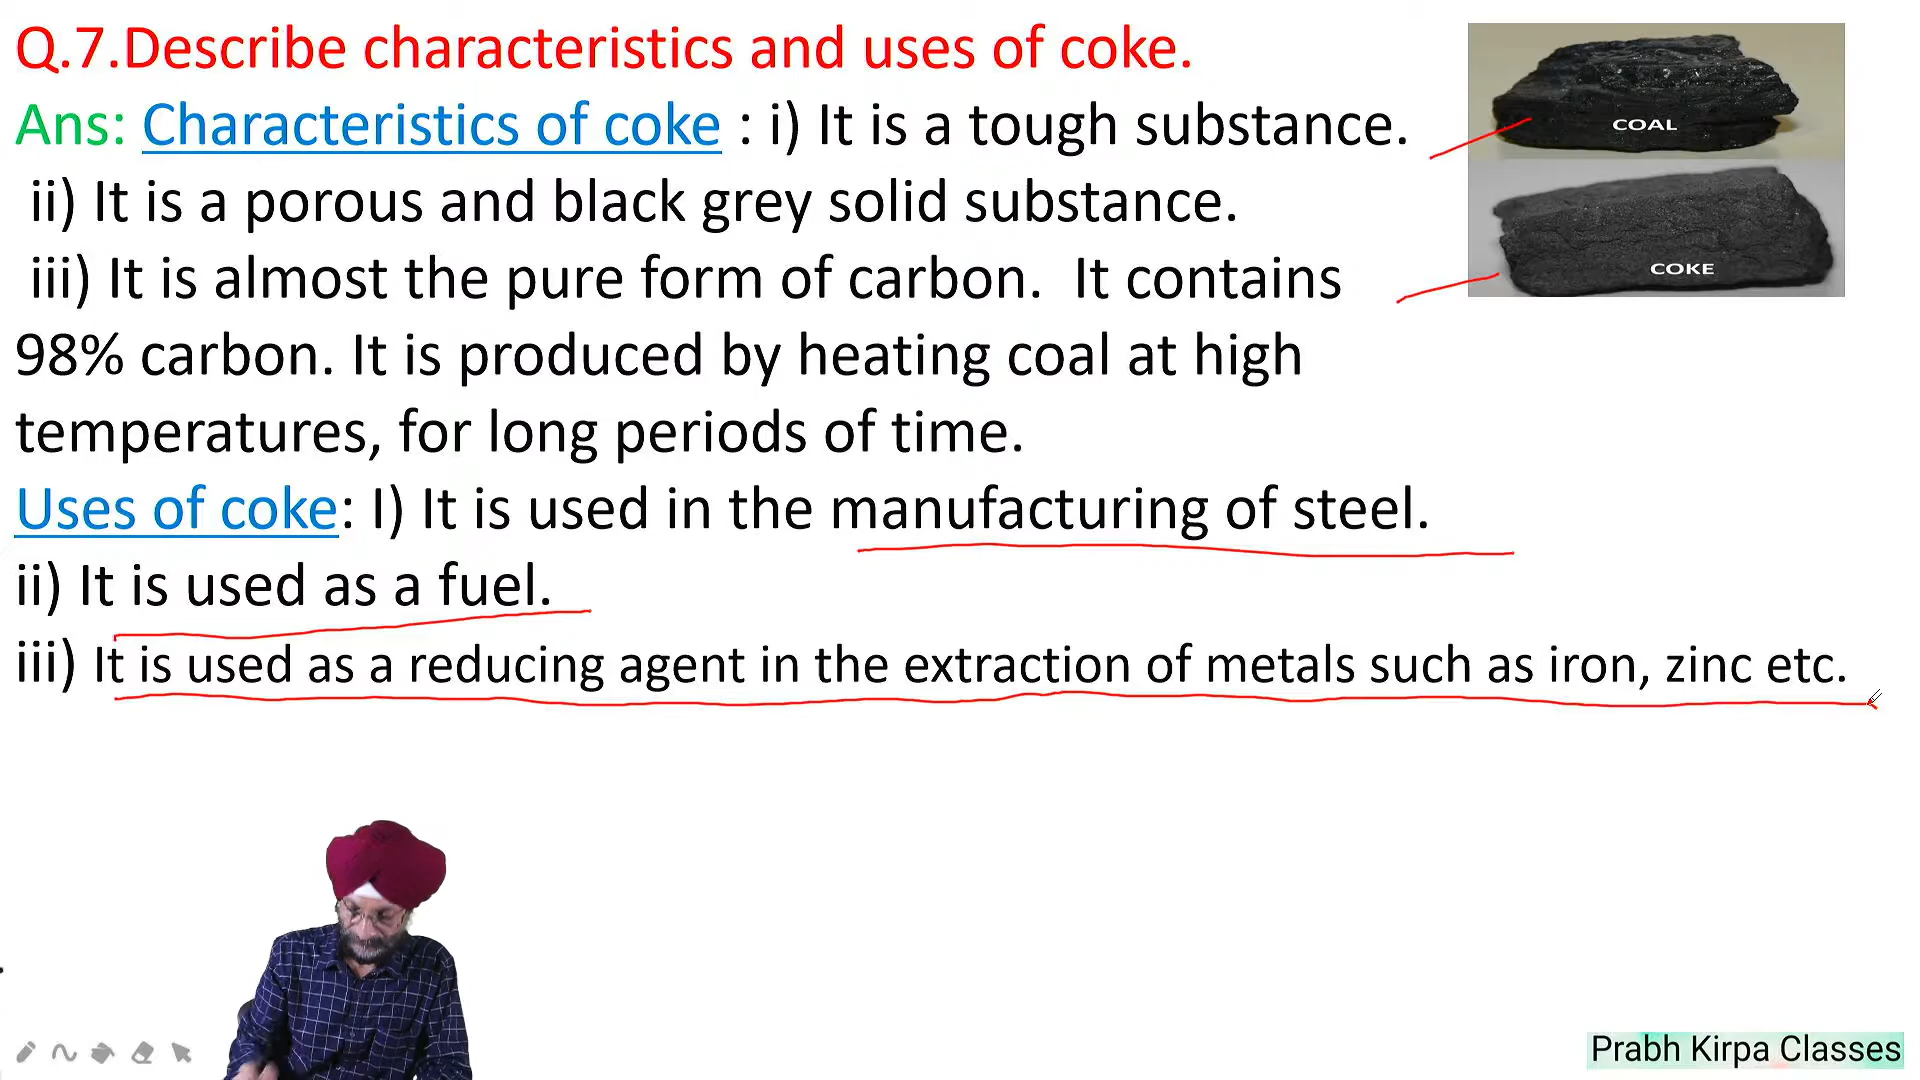 Q.7.Describe characteristics and uses of coke.
Ans: Characteristics of coke : i) It is a tough substance.
ii) It is a porous and black grey solid substance.
iii) It is almost the pure form of carbon. It contains
98% carbon. It is produced by heating coal at high
temperatures, for long periods of time.
Uses of coke: I) It is used in the manufacturing of steel.
ii) It is used as a fuel.
iii) It is used as a reducing agent in the extraction of metals such as iron, zinc etc.
COAL
COKE
Prabh Kirpa Classes